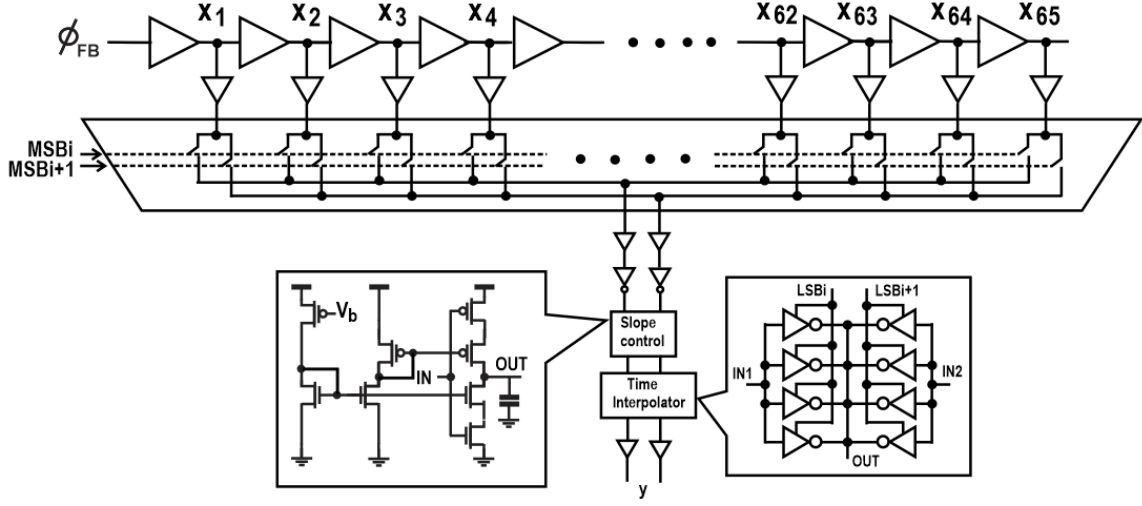 ϕFB X1 X2 X3 X4 X62 X63 X64 X65
MSBi
MSBi+1
Vb
IN
OUT
Slope
control
Time
Interpolator
y
LSBi LSBi+1
IN1 IN2
OUT